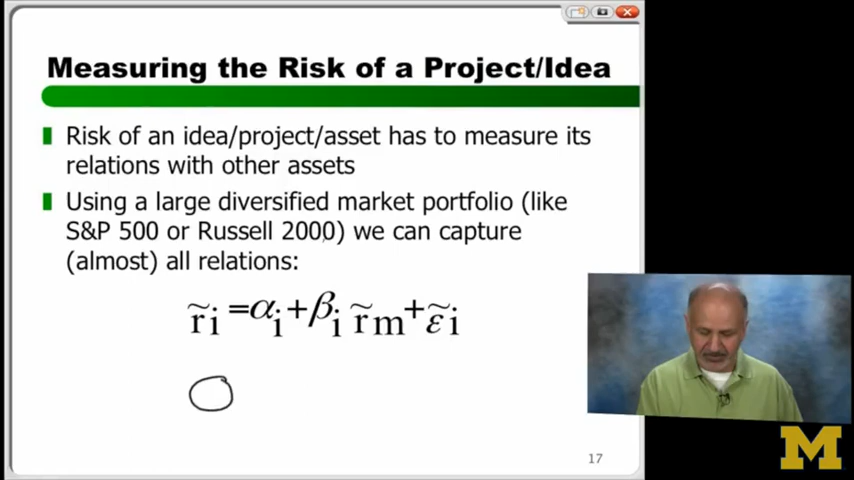 Measuring the Risk of a Project/Idea
Risk of an idea/project/asset has to measure its
relations with other assets
Using a large diversified market portfolio (like
S&P 500 or Russell 2000) we can capture
(almost) all relations:
r̃i =αi+βi r̃m+ε̃i
17
M